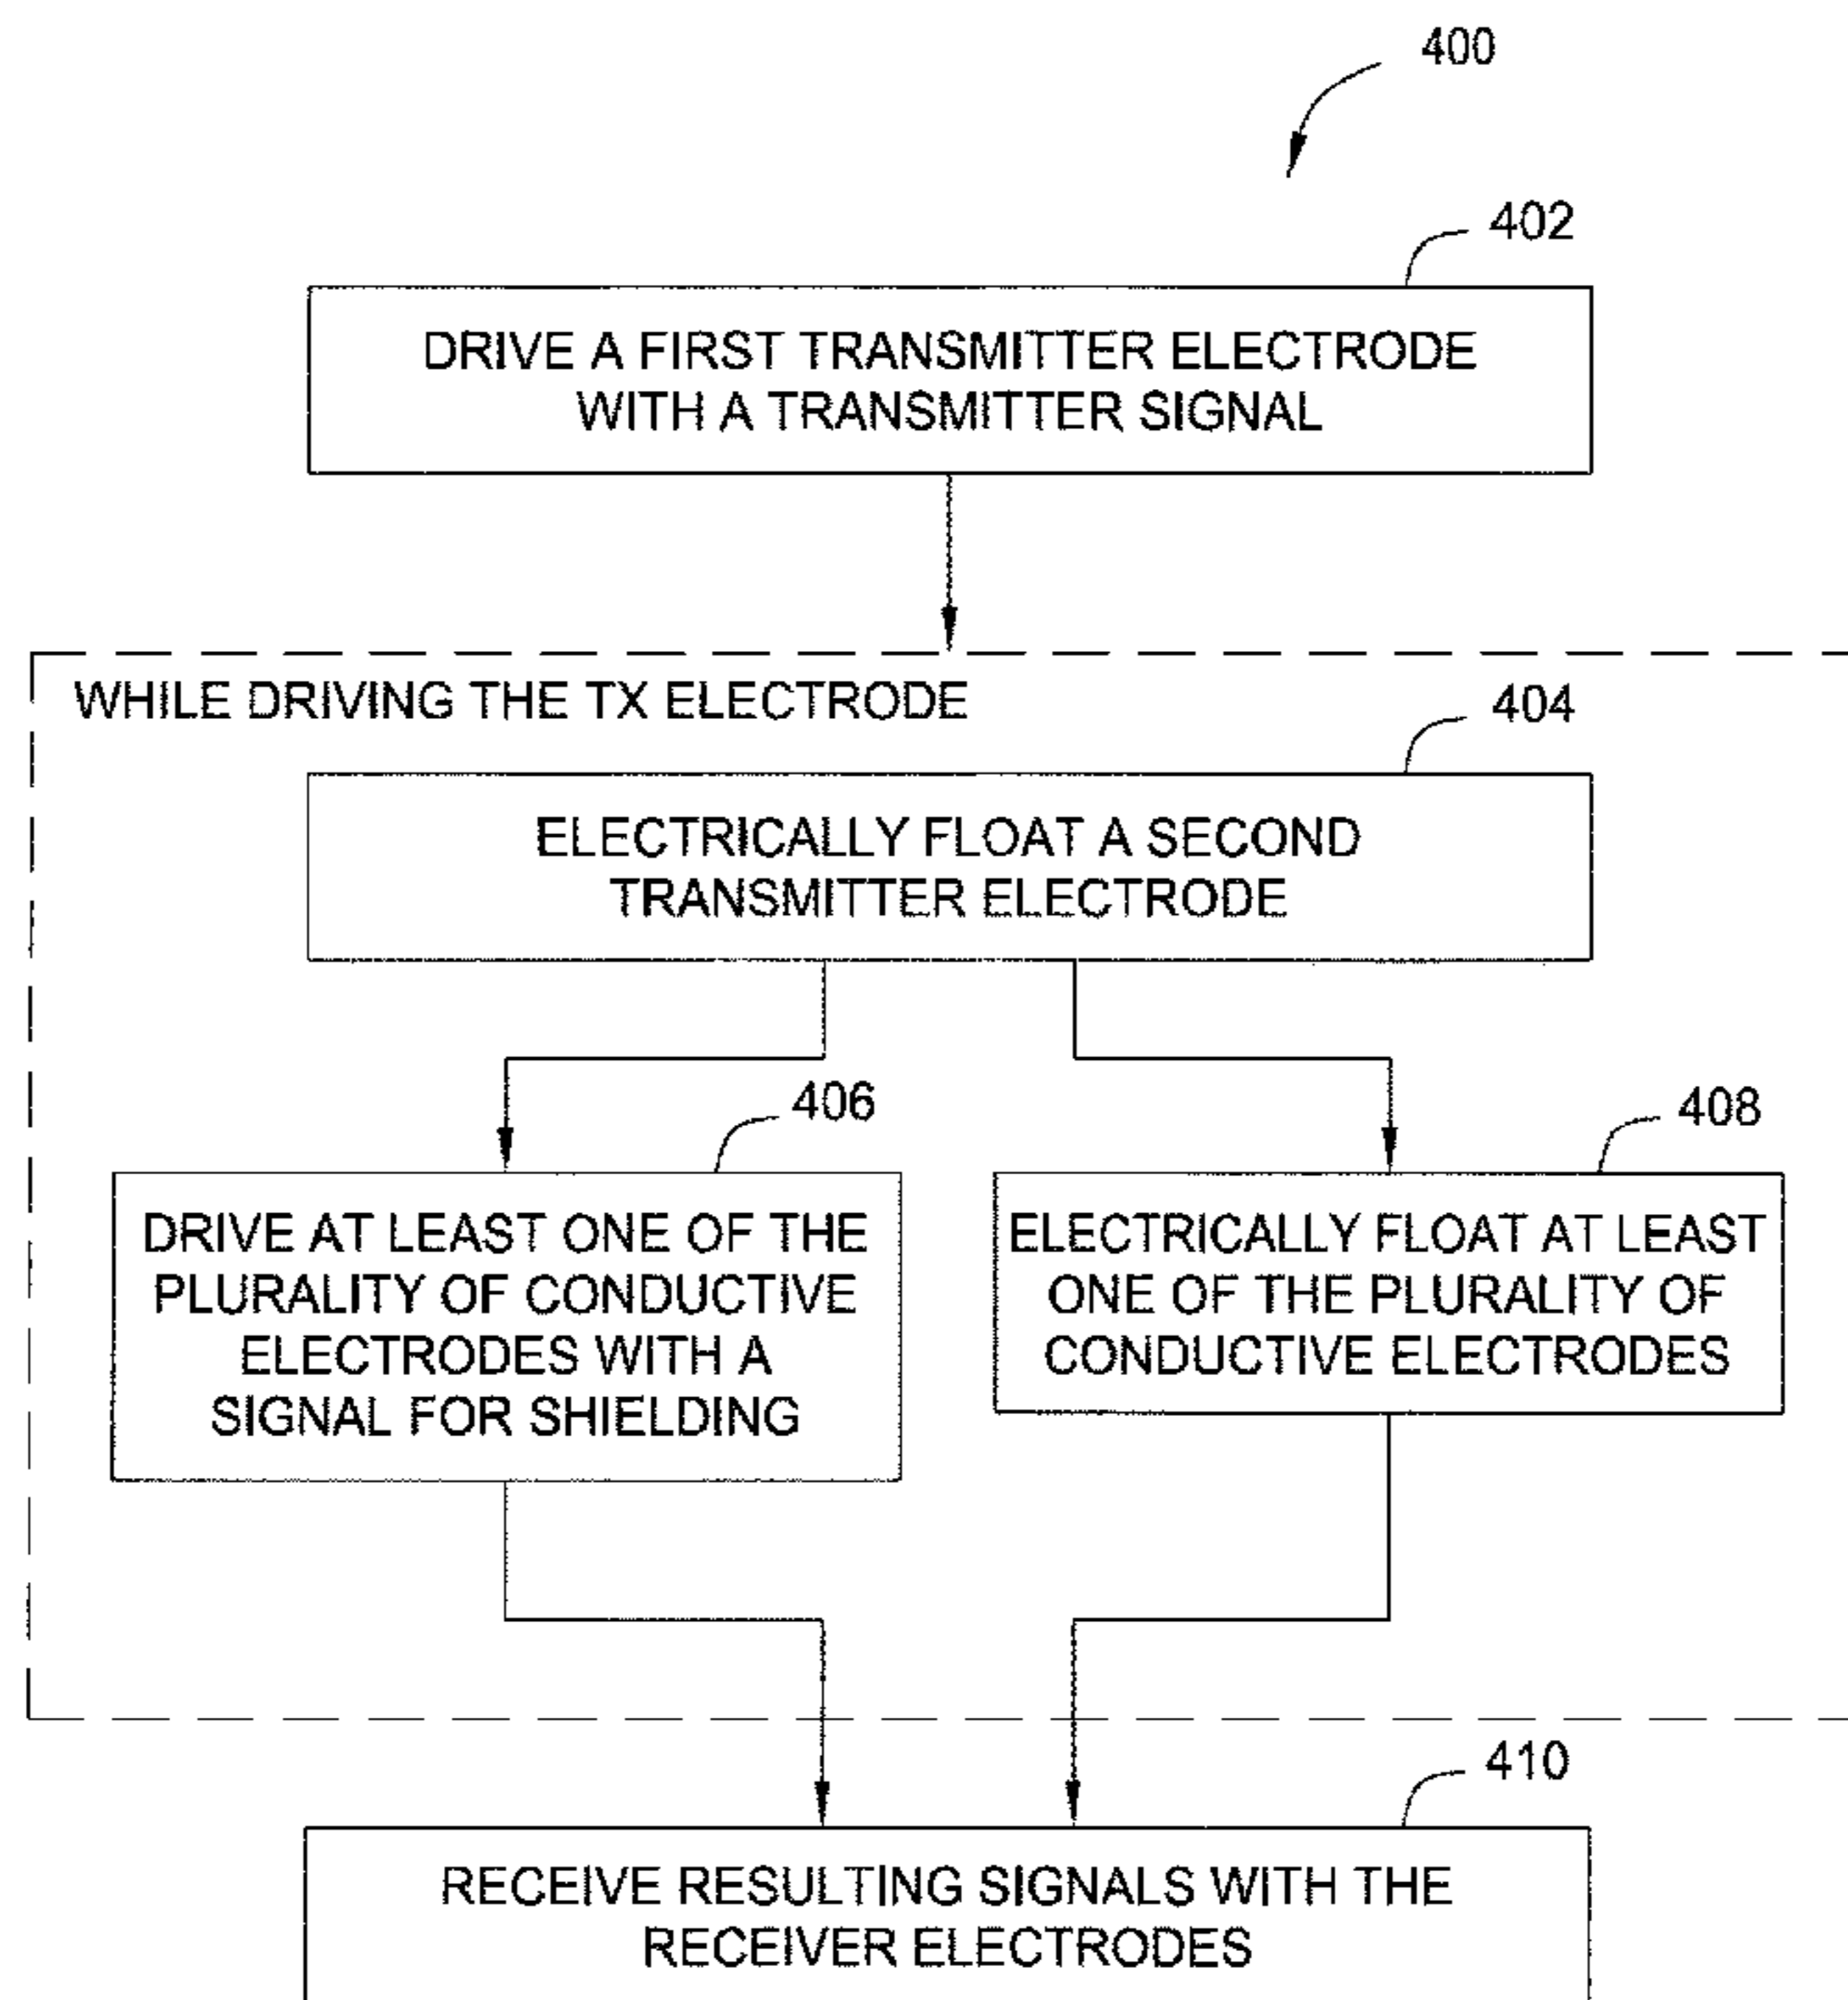 400
402
DRIVE A FIRST TRANSMITTER ELECTRODE
WITH A TRANSMITTER SIGNAL
WHILE DRIVING THE TX ELECTRODE
404
ELECTRICALLY FLOAT A SECOND
TRANSMITTER ELECTRODE
406
DRIVE AT LEAST ONE OF THE
PLURALITY OF CONDUCTIVE
ELECTRODES WITH A
SIGNAL FOR SHIELDING
408
ELECTRICALLY FLOAT AT LEAST
ONE OF THE PLURALITY OF
CONDUCTIVE ELECTRODES
410
RECEIVE RESULTING SIGNALS WITH THE
RECEIVER ELECTRODES